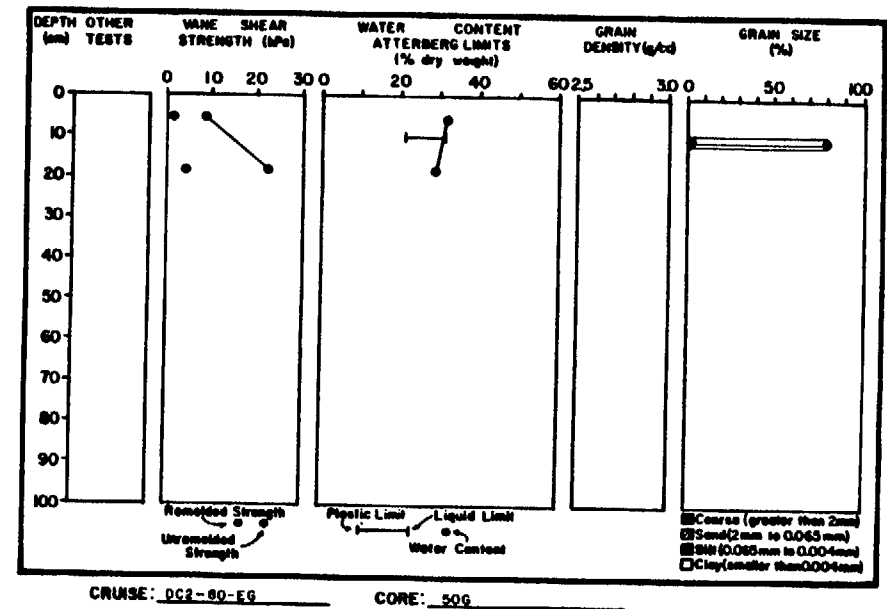 DEPTH OTHER VANE SHEAR WATER CONTENT GRAIN GRAIN SIZE
(cm) TESTS STRENGTH (kPa) ATTERBERG LIMITS DENSITY(g/cc) (%)
(% dry weight)
0 10 20 30 0 20 40 60 2.5 3.0 0 50 100
0
10
20
30
40
50
60
70
80
90
100
Remolded Strength
Unremolded
Strength
Plastic Limit
Liquid Limit
Water Content
Coarse (greater than 2mm)
Sand(2mm to 0.065mm)
Silt(0.065mm to 0.004mm)
Clay(smaller than 0.004mm)
CRUISE: DC2-80-EG CORE: 50G